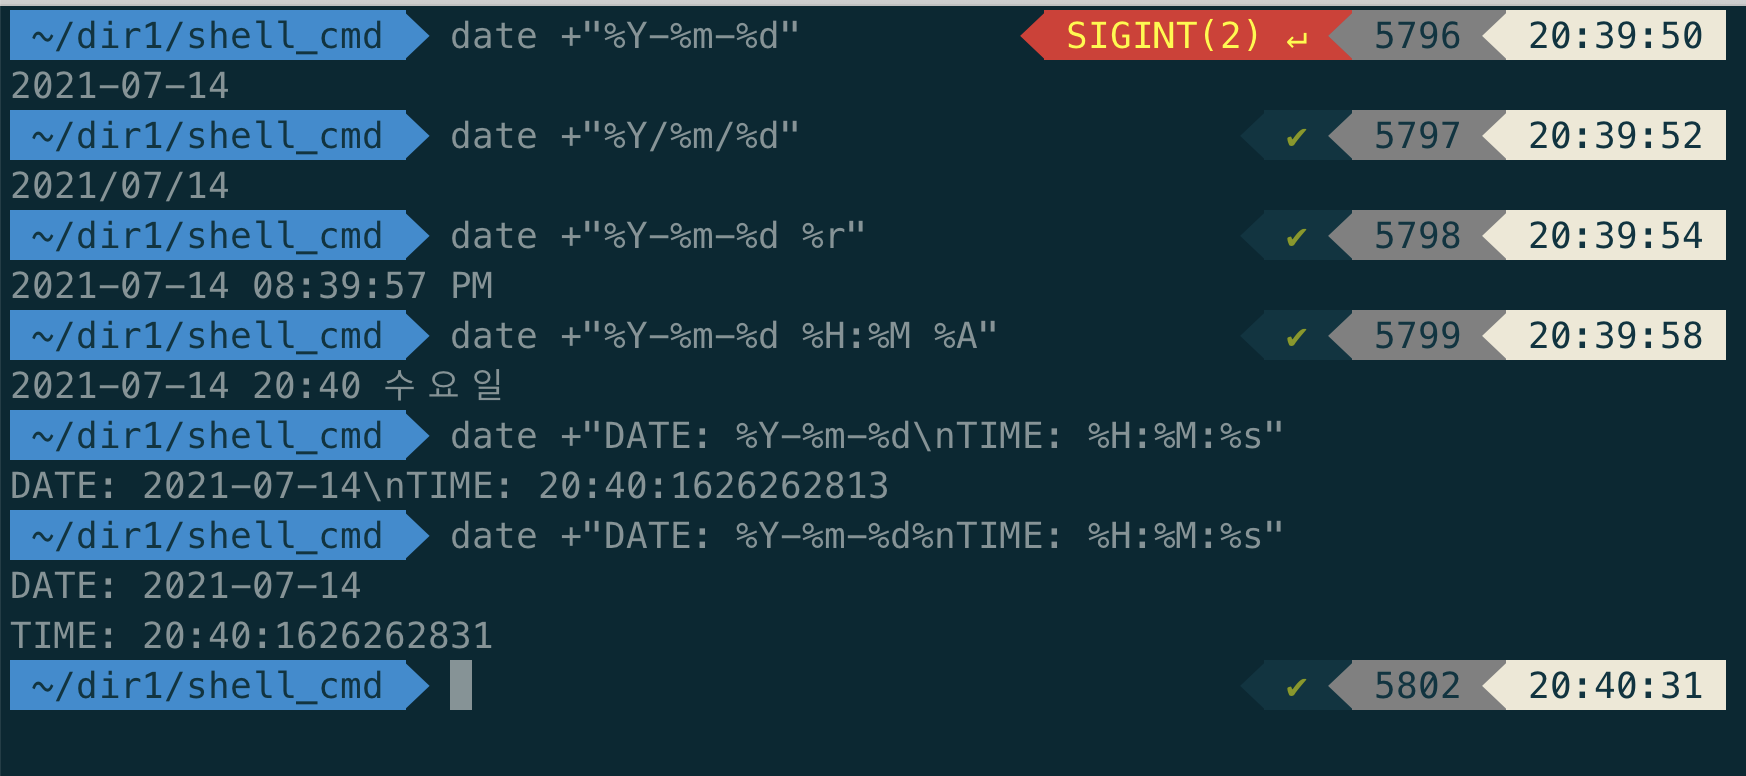 ~/dir1/shell_cmd date +"%Y-%m-%d" SIGINT(2) ↵ 5796 20:39:50
2021-07-14
~/dir1/shell_cmd date +"%Y/%m/%d" ✔ 5797 20:39:52
2021/07/14
~/dir1/shell_cmd date +"%Y-%m-%d %r" ✔ 5798 20:39:54
2021-07-14 08:39:57 PM
~/dir1/shell_cmd date +"%Y-%m-%d %H:%M %A" ✔ 5799 20:39:58
2021-07-14 20:40 수요일
~/dir1/shell_cmd date +"DATE: %Y-%m-%d\nTIME: %H:%M:%s"
DATE: 2021-07-14\nTIME: 20:40:1626262813
~/dir1/shell_cmd date +"DATE: %Y-%m-%d%nTIME: %H:%M:%s"
DATE: 2021-07-14
TIME: 20:40:1626262831
~/dir1/shell_cmd ✔ 5802 20:40:31